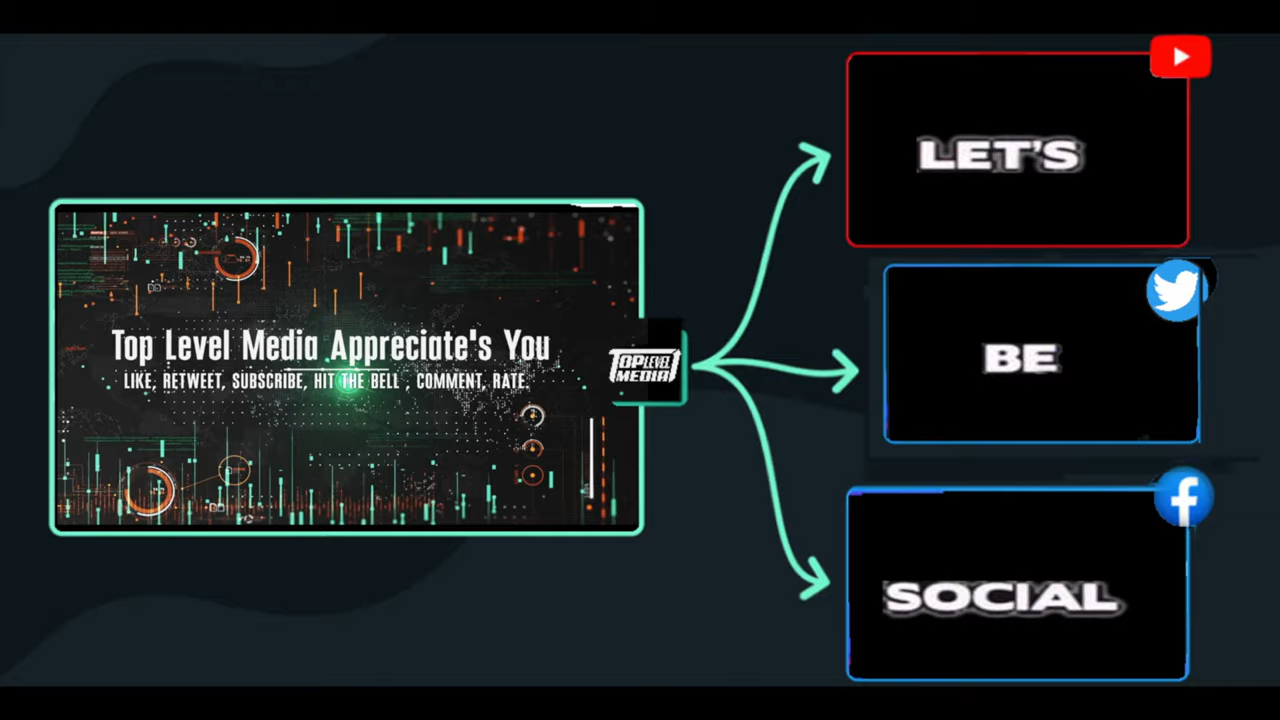 Top Level Media Appreciate's You
LIKE, RETWEET, SUBSCRIBE, HIT THE BELL , COMMENT, RATE.
TOP LEVEL
MEDIA
LET'S
BE
SOCIAL